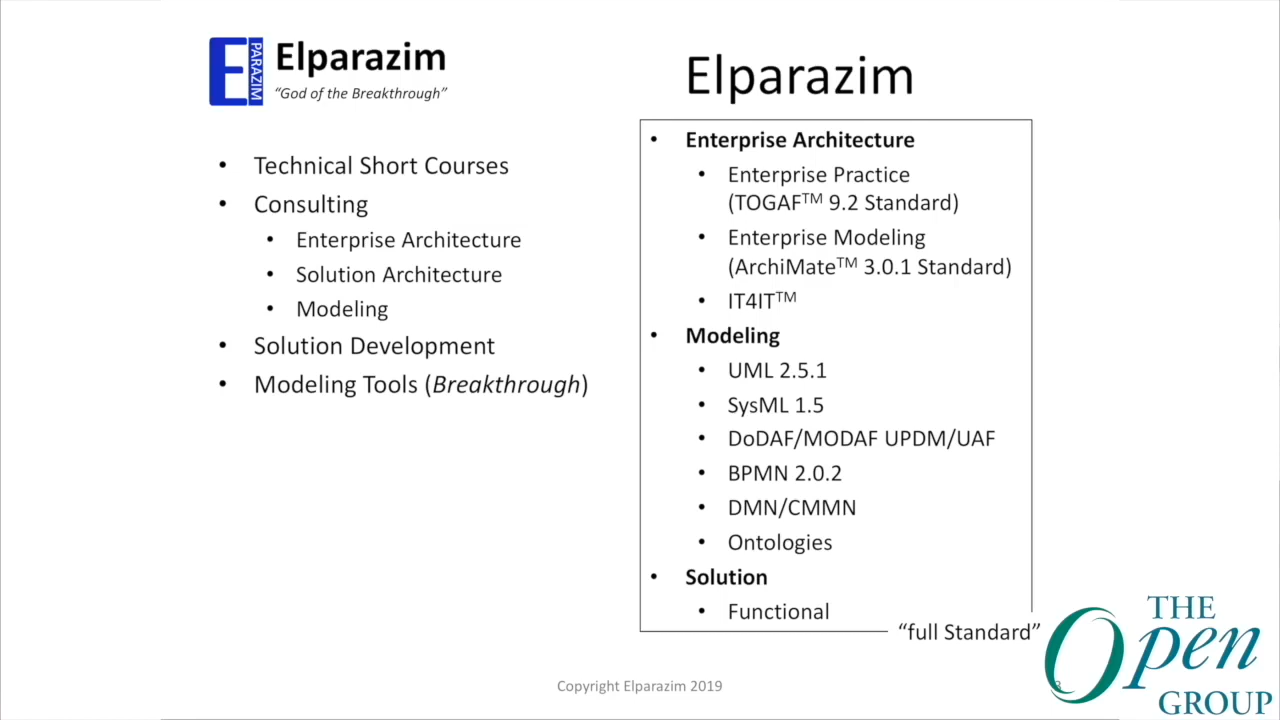 E PARAZIM
Elparazim
“God of the Breakthrough”
Elparazim
• Technical Short Courses
• Consulting
• Enterprise Architecture
• Solution Architecture
• Modeling
• Solution Development
• Modeling Tools (Breakthrough)
• Enterprise Architecture
• Enterprise Practice
(TOGAF™ 9.2 Standard)
• Enterprise Modeling
(ArchiMate™ 3.0.1 Standard)
• IT4IT™
• Modeling
• UML 2.5.1
• SysML 1.5
• DoDAF/MODAF UPDM/UAF
• BPMN 2.0.2
• DMN/CMMN
• Ontologies
• Solution
• Functional
“full Standard”
Copyright Elparazim 2019
THE
Open
GROUP